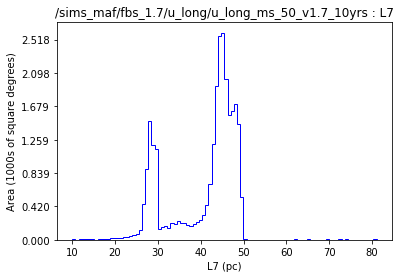 /sims_maf/fbs_1.7/u_long/u_long_ms_50_v1.7_10yrs : L7
2.518
2.098
1.679
1.259
0.839
0.420
0.000
Area (1000s of square degrees)
10 20 30 40 50 60 70 80
L7 (pc)